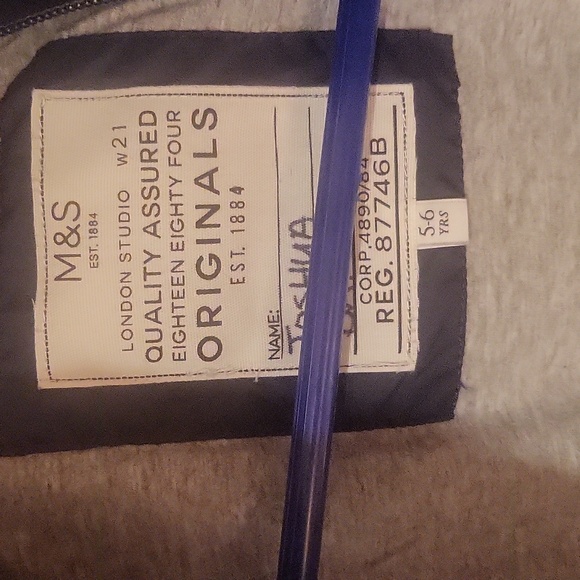 M&S
EST. 1884
LONDON STUDIO W21
QUALITY ASSURED
EIGHTEEN EIGHTY FOUR
ORIGINALS
EST. 1884
NAME:
JOSHUA
CORP.4890/84
REG. 87746B
5-6
YRS